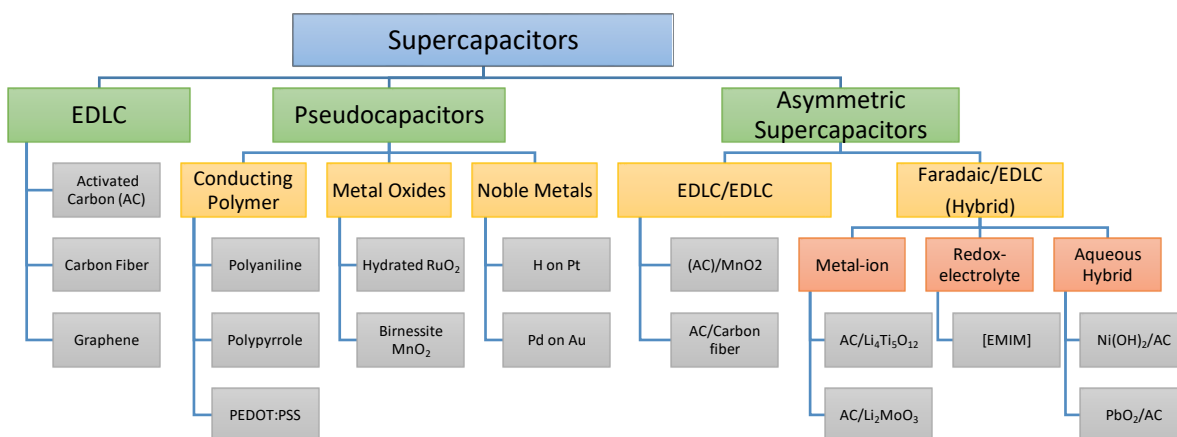 Supercapacitors
EDLC
Pseudocapacitors
Asymmetric
Supercapacitors
Activated
Carbon (AC)
Conducting
Polymer
Metal Oxides
Noble Metals
EDLC/EDLC
Faradaic/EDLC
(Hybrid)
Carbon Fiber
Polyaniline
Hydrated RuO₂
H on Pt
(AC)/MnO2
Metal-ion
Redox-
electrolyte
Aqueous
Hybrid
Graphene
Polypyrrole
Birnessite
MnO₂
Pd on Au
AC/Carbon
fiber
AC/Li₄Ti₅O₁₂
[EMIM]
Ni(OH)₂/AC
PEDOT:PSS
AC/Li₂MoO₃
PbO₂/AC